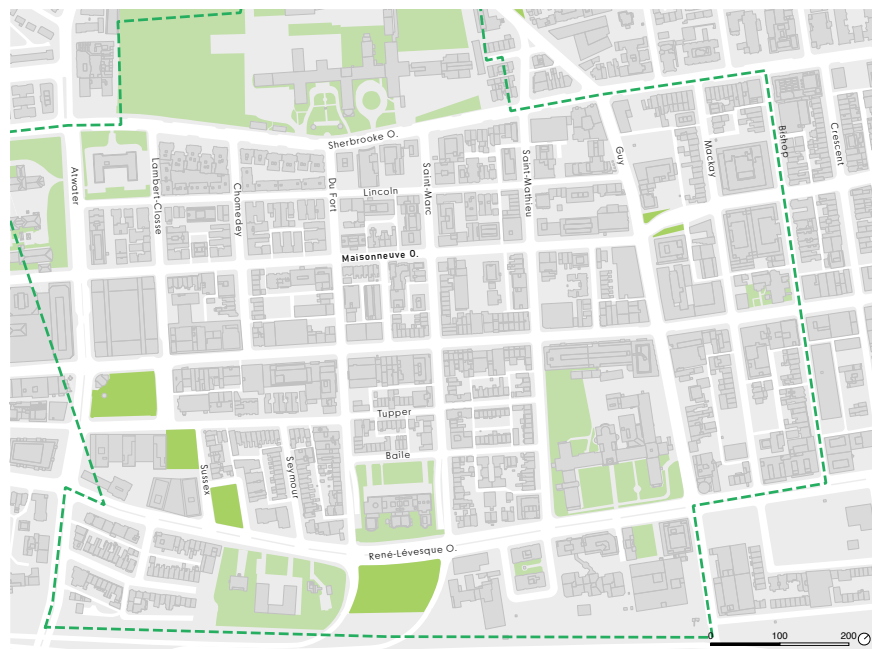 Sherbrooke O.
Atwater
Lambert-Closse
Chomedey
Du Fort
Lincoln
Saint-Marc
Saint-Mathieu
Guy
Mackay
Bishop
Crescent
Maisonneuve O.
Tupper
Baile
Sussex
Seymour
René-Lévesque O.
0 100 200